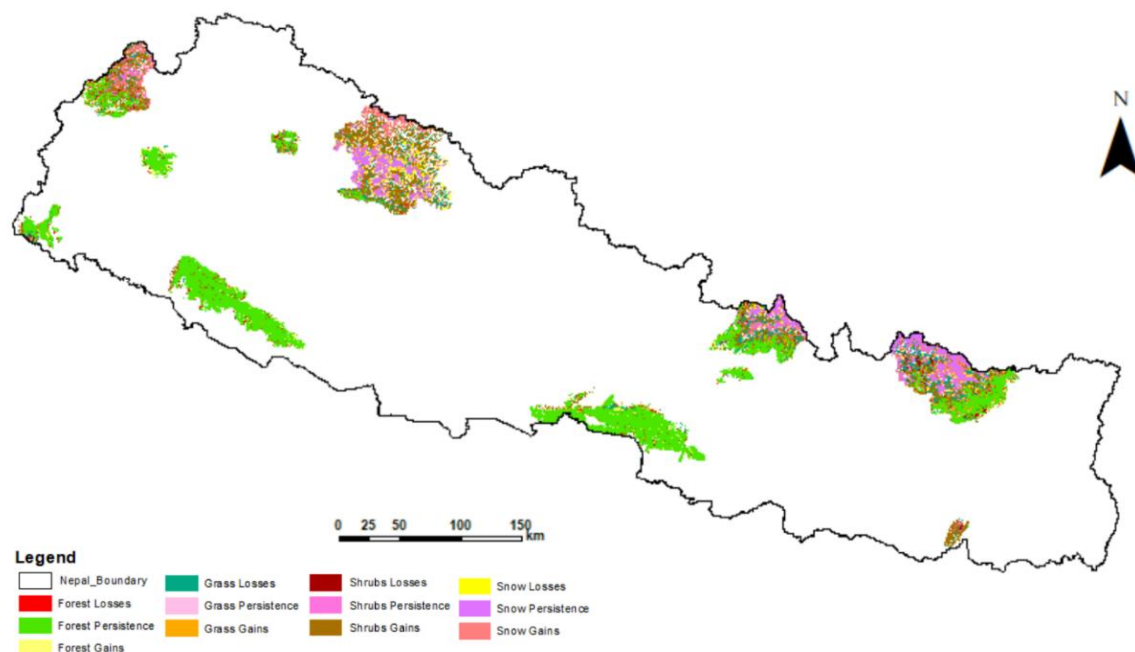 N
0 25 50 100 150
km
Legend
Nepal_Boundary
Forest Losses
Forest Persistence
Forest Gains
Grass Losses
Grass Persistence
Grass Gains
Shrubs Losses
Shrubs Persistence
Shrubs Gains
Snow Losses
Snow Persistence
Snow Gains